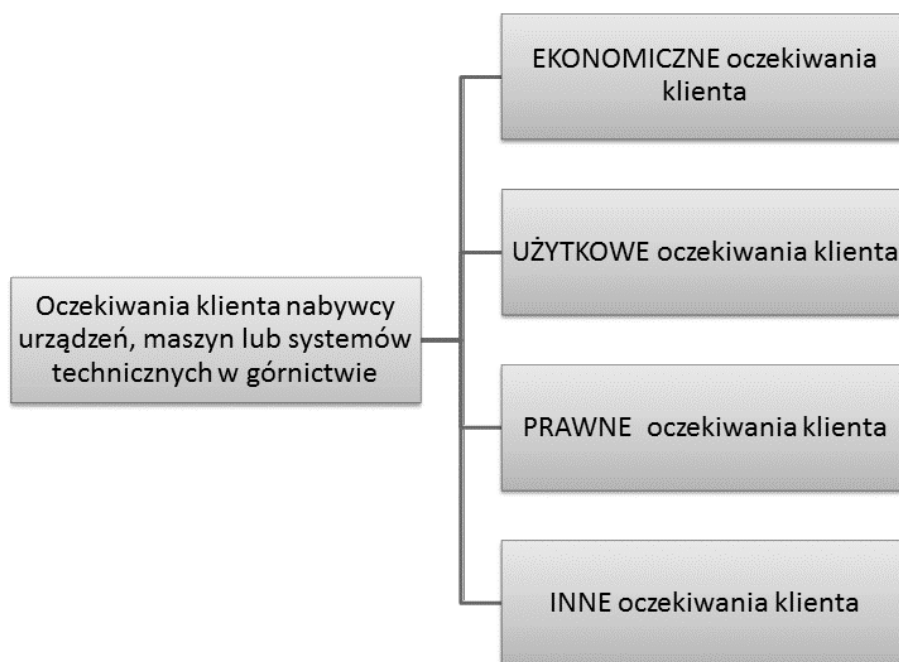 EKONOMICZNE oczekiwania
klienta
UŻYTKOWE oczekiwania klienta
Oczekiwania klienta nabywcy
urządzeń, maszyn lub systemów
technicznych w górnictwie
PRAWNE oczekiwania klienta
INNE oczekiwania klienta